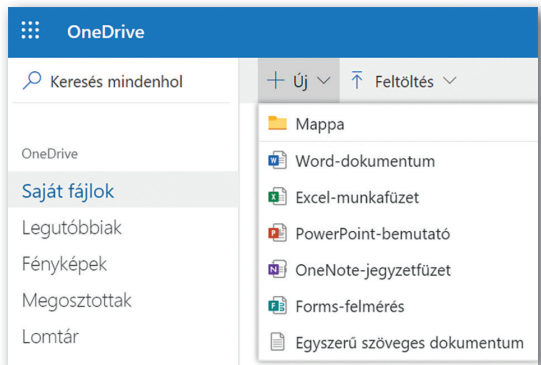 OneDrive
Keresés mindenhol
Új
Feltöltés
OneDrive
Saját fájlok
Legutóbbiak
Fényképek
Megosztottak
Lomtár
Mappa
Word-dokumentum
Excel-munkafüzet
PowerPoint-bemutató
OneNote-jegyzetfüzet
Forms-felmérés
Egyszerű szöveges dokumentum